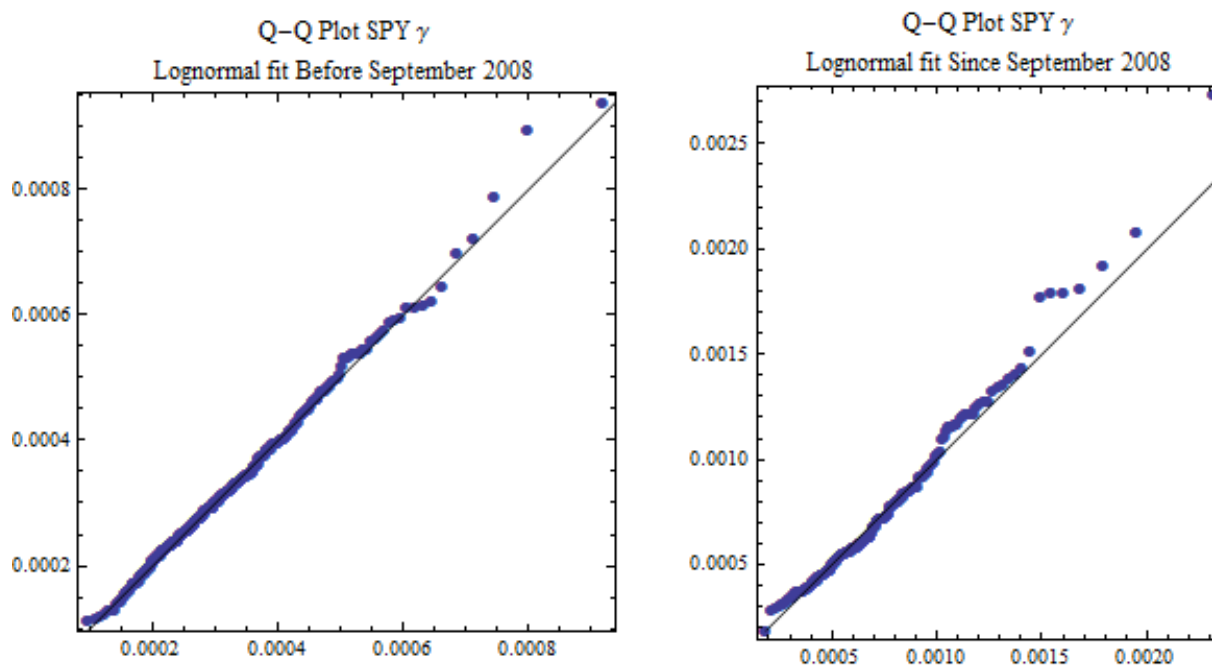 Q−Q Plot SPY γ
Lognormal fit Before September 2008
0.0008
0.0006
0.0004
0.0002
0.0002 0.0004 0.0006 0.0008
Q−Q Plot SPY γ
Lognormal fit Since September 2008
0.0025
0.0020
0.0015
0.0010
0.0005
0.0005 0.0010 0.0015 0.0020